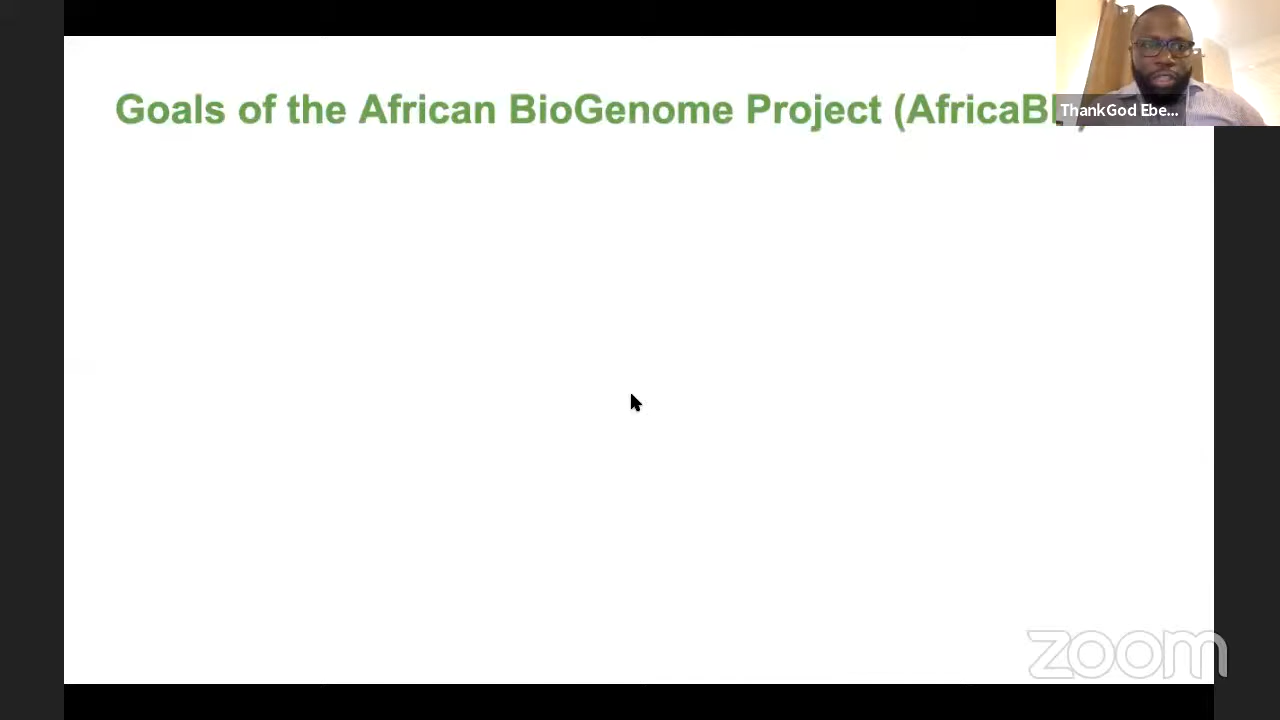 Goals of the African BioGenome Project (AfricaB
ThankGod Ebe...
zoom